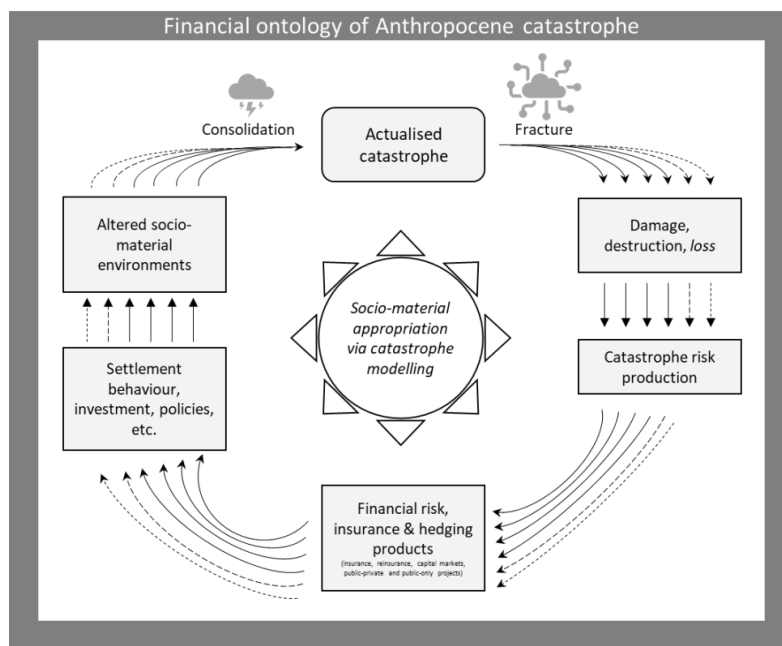 Financial ontology of Anthropocene catastrophe
Consolidation
Actualised
catastrophe
Fracture
Altered socio-
material
environments
Damage,
destruction, loss
Socio-material
appropriation
via catastrophe
modelling
Settlement
behaviour,
investment, policies,
etc.
Catastrophe risk
production
Financial risk,
insurance & hedging
products
(insurance, reinsurance, capital markets,
public-private and public-only projects)